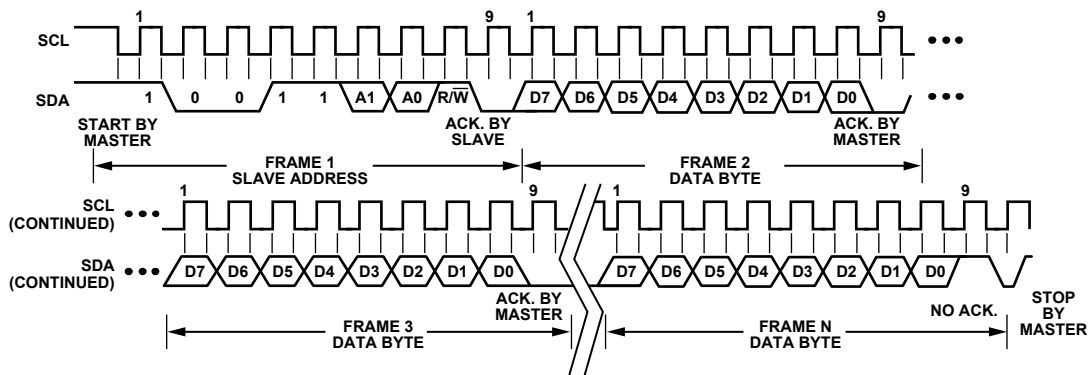 1 9 1 9
SCL
SDA 1 0 0 1 1 A1 A0 R/W̅ D7 D6 D5 D4 D3 D2 D1 D0
START BY MASTER
ACK. BY SLAVE
ACK. BY MASTER
FRAME 1
SLAVE ADDRESS
FRAME 2
DATA BYTE
1 9 1 9
SCL
(CONTINUED)
SDA
(CONTINUED)
D7 D6 D5 D4 D3 D2 D1 D0 D7 D6 D5 D4 D3 D2 D1 D0
ACK. BY
MASTER
NO ACK.
STOP
BY
MASTER
FRAME 3
DATA BYTE
FRAME N
DATA BYTE